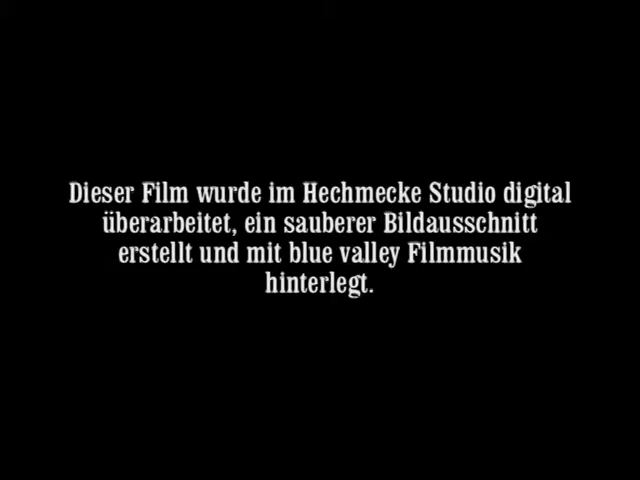 Dieser Film wurde im Hechmecke Studio digital
überarbeitet, ein sauberer Bildausschnitt
erstellt und mit blue valley Filmmusik
hinterlegt.